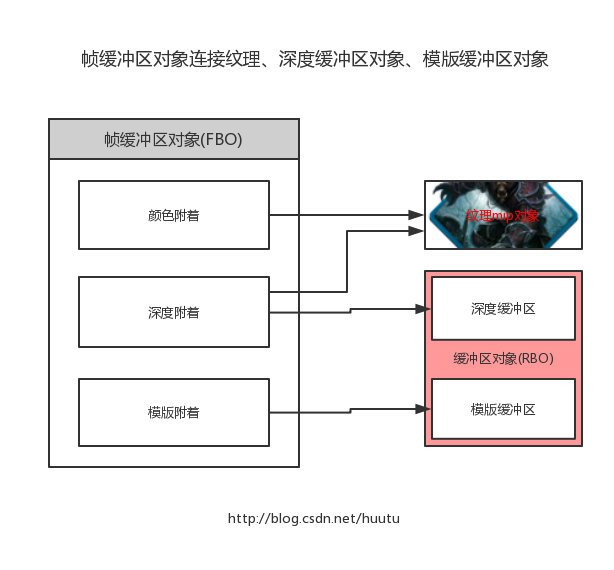 帧缓冲区对象连接纹理、深度缓冲区对象、模版缓冲区对象
帧缓冲区对象(FBO)
颜色附着
纹理mip对象
深度附着
深度缓冲区
缓冲区对象(RBO)
模版附着
模版缓冲区
http://blog.csdn.net/huutu